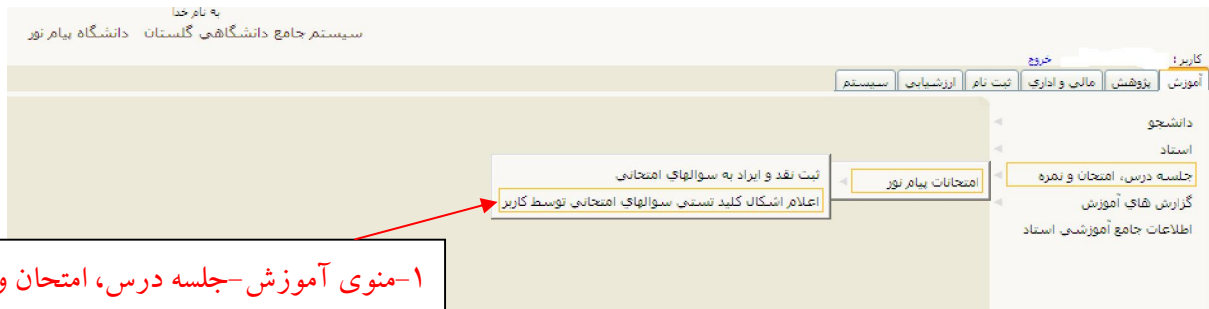 به نام خدا
سیستم جامع دانشگاهی گلستان دانشگاه پیام نور
کاربر : خروج
آموزش پژوهش مالی و اداری ثبت نام ارزشیابی سیستم
دانشجو
استاد
جلسه درس، امتحان و نمره
گزارش های آموزش
اطلاعات جامع آموزشی استاد
امتحانات پیام نور
ثبت نقد و ایراد به سوالهای امتحانی
اعلام اشکال کلید تستی سوالهای امتحانی توسط کاربر
۱-منوی آموزش-جلسه درس، امتحان و